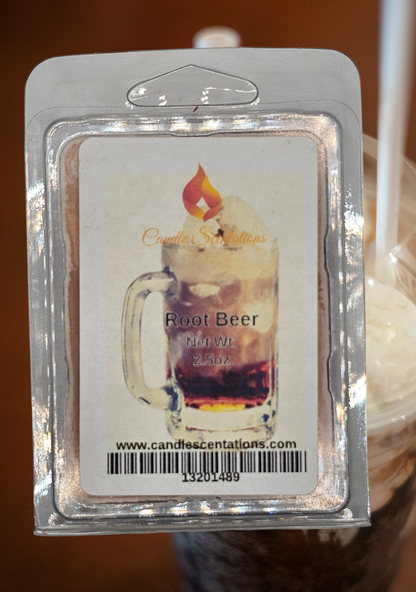 Candle Scentations
Root Beer
Net Wt.
2.5oz.
www.candlescentations.com
13201489